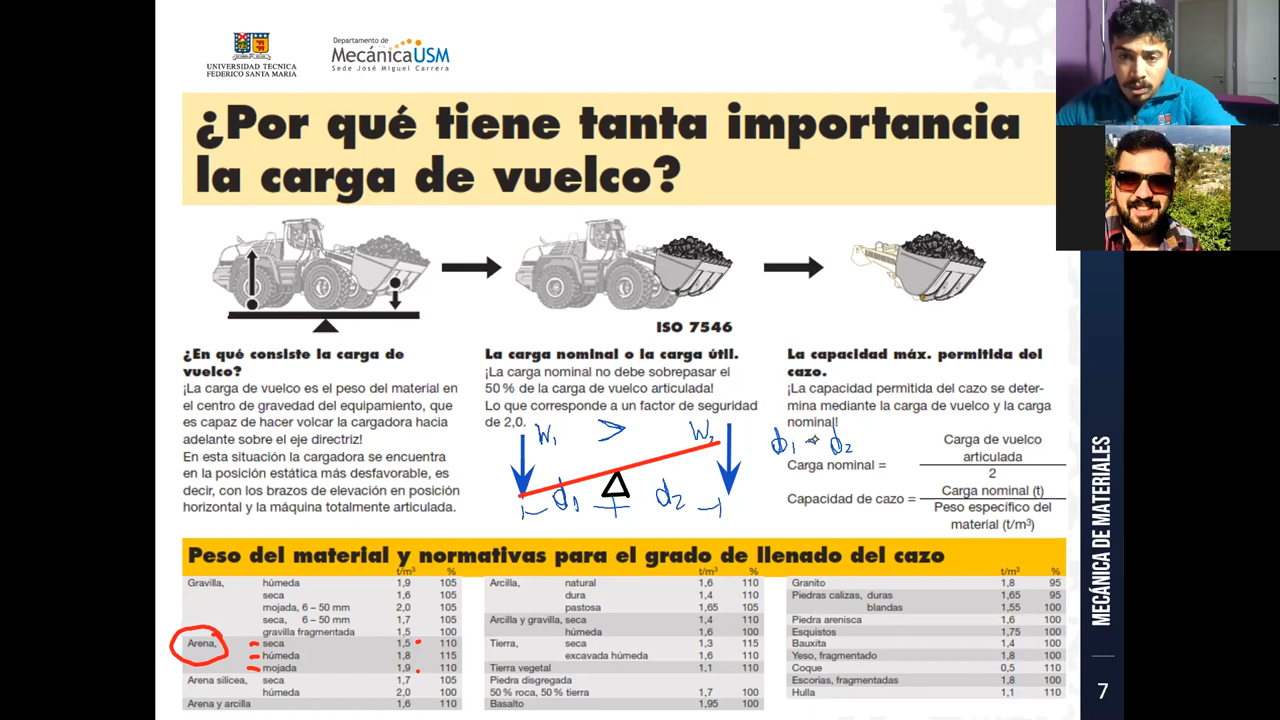 UNIVERSIDAD TECNICA
FEDERICO SANTA MARIA
Departamento de
MecánicaUSM
Sede José Miguel Carrera
¿Por qué tiene tanta importancia
la carga de vuelco?
ISO 7546
¿En qué consiste la carga de
vuelco?
¡La carga de vuelco es el peso del material en
el centro de gravedad del equipamiento, que
es capaz de hacer volcar la cargadora hacia
adelante sobre el eje directriz!
En esta situación la cargadora se encuentra
en la posición estática más desfavorable, es
decir, con los brazos de elevación en posición
horizontal y la máquina totalmente articulada.
La carga nominal o la carga útil.
¡La carga nominal no debe sobrepasar el
50 % de la carga de vuelco articulada!
Lo que corresponde a un factor de seguridad
de 2,0.
W1 > W2
d1 d2
La capacidad máx. permitida del
cazo.
¡La capacidad permitida del cazo se deter-
mina mediante la carga de vuelco y la carga
nominal!
d1 = d2
Carga nominal = Carga de vuelco
articulada
2
Capacidad de cazo = Carga nominal (t)
Peso específico del
material (t/m³)
Peso del material y normativas para el grado de llenado del cazo
t/m³ %
Gravilla, húmeda 1,9 105
seca 1,6 105
mojada, 6 – 50 mm 2,0 105
seca, 6 – 50 mm 1,7 105
gravilla fragmentada 1,5 100
Arena, seca 1,5 110
húmeda 1,8 115
mojada 1,9 110
Arena silícea, seca 1,7 105
húmeda 2,0 100
Arena y arcilla 1,6 110
t/m³ %
Arcilla, natural 1,6 110
dura 1,4 110
pastosa 1,65 105
Arcilla y gravilla, seca 1,4 110
húmeda 1,6 100
Tierra, seca 1,3 115
excavada húmeda 1,6 110
Tierra vegetal 1,1 110
Piedra disgregada
50 % roca, 50 % tierra 1,7 100
Basalto 1,95 100
t/m³ %
Granito 1,8 95
Piedras calizas, duras 1,65 95
blandas 1,55 100
Piedra arenisca 1,6 100
Esquistos 1,75 100
Bauxita 1,4 100
Yeso, fragmentado 1,8 100
Coque 0,5 110
Escorias, fragmentadas 1,8 100
Hulla 1,1 110
MECÁNICA DE MATERIALES
7